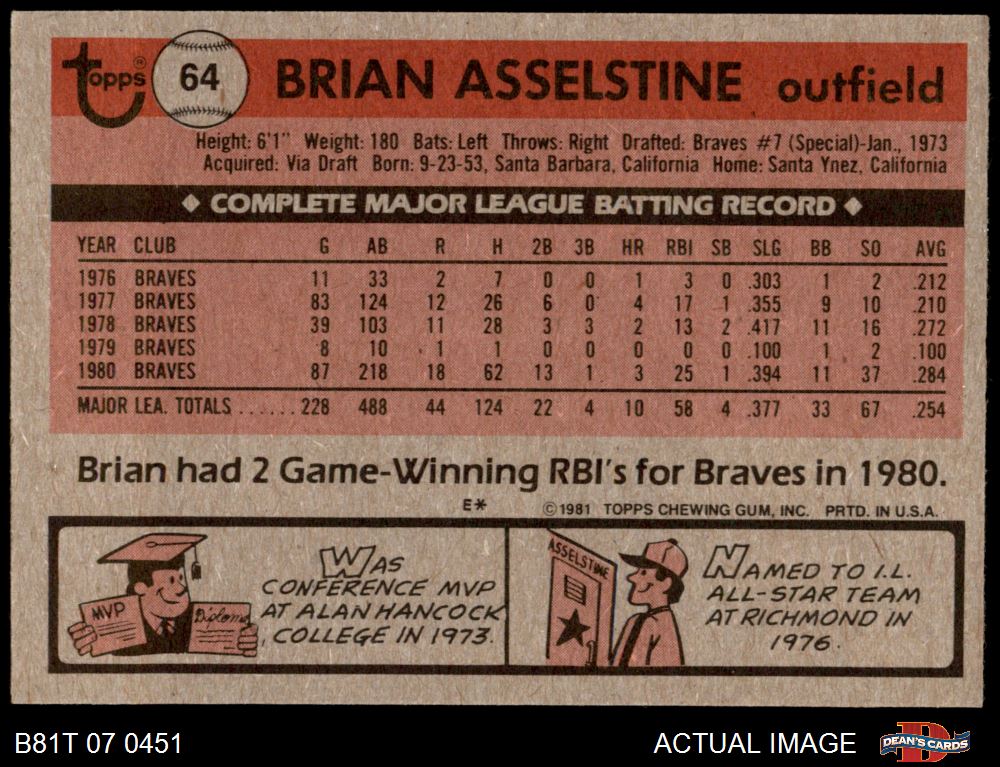 Topps® 64 BRIAN ASSELSTINE outfield
Height: 6'1" Weight: 180 Bats: Left Throws: Right Drafted: Braves #7 (Special)-Jan., 1973
Acquired: Via Draft Born: 9-23-53, Santa Barbara, California Home: Santa Ynez, California
◆ COMPLETE MAJOR LEAGUE BATTING RECORD ◆
YEAR CLUB G AB R H 2B 3B HR RBI SB SLG BB SO AVG
1976 BRAVES 11 33 2 7 0 0 1 3 0 .303 1 2 .212
1977 BRAVES 83 124 12 26 6 0 4 17 1 .355 9 10 .210
1978 BRAVES 39 103 11 28 3 3 2 13 2 .417 11 16 .272
1979 BRAVES 8 10 1 1 0 0 0 0 0 .100 1 2 .100
1980 BRAVES 87 218 18 62 13 1 3 25 1 .394 11 37 .284
MAJOR LEA. TOTALS ...... 228 488 44 124 22 4 10 58 4 .377 33 67 .254
Brian had 2 Game-Winning RBI's for Braves in 1980.
E* © 1981 TOPPS CHEWING GUM, INC. PRTD. IN U.S.A.
MVP
Diploma
WAS
CONFERENCE MVP
AT ALAN HANCOCK
COLLEGE IN 1973.
ASSELSTINE
NAMED TO I.L.
ALL-STAR TEAM
AT RICHMOND IN
1976.
B81T 07 0451 ACTUAL IMAGE D DEAN'S CARDS